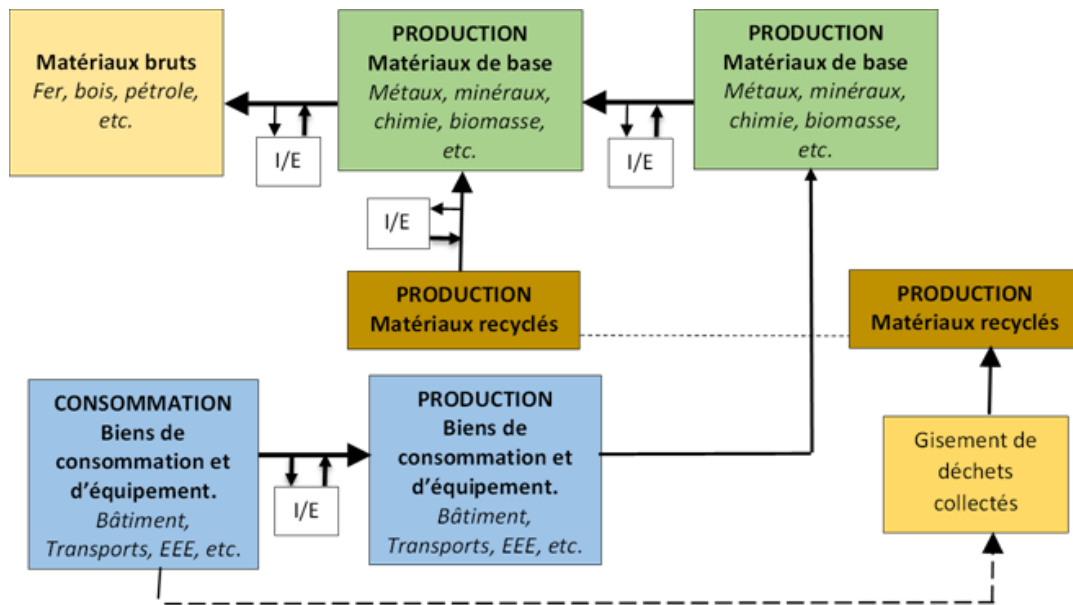 Matériaux bruts
Fer, bois, pétrole,
etc.
I/E
PRODUCTION
Matériaux de base
Métaux, minéraux,
chimie, biomasse,
etc.
I/E
PRODUCTION
Matériaux de base
Métaux, minéraux,
chimie, biomasse,
etc.
I/E
PRODUCTION
Matériaux recyclés
PRODUCTION
Matériaux recyclés
CONSOMMATION
Biens de
consommation et
d'équipement.
Bâtiment,
Transports, EEE, etc.
I/E
PRODUCTION
Biens de
consommation et
d'équipement.
Bâtiment,
Transports, EEE, etc.
Gisement de
déchets
collectés